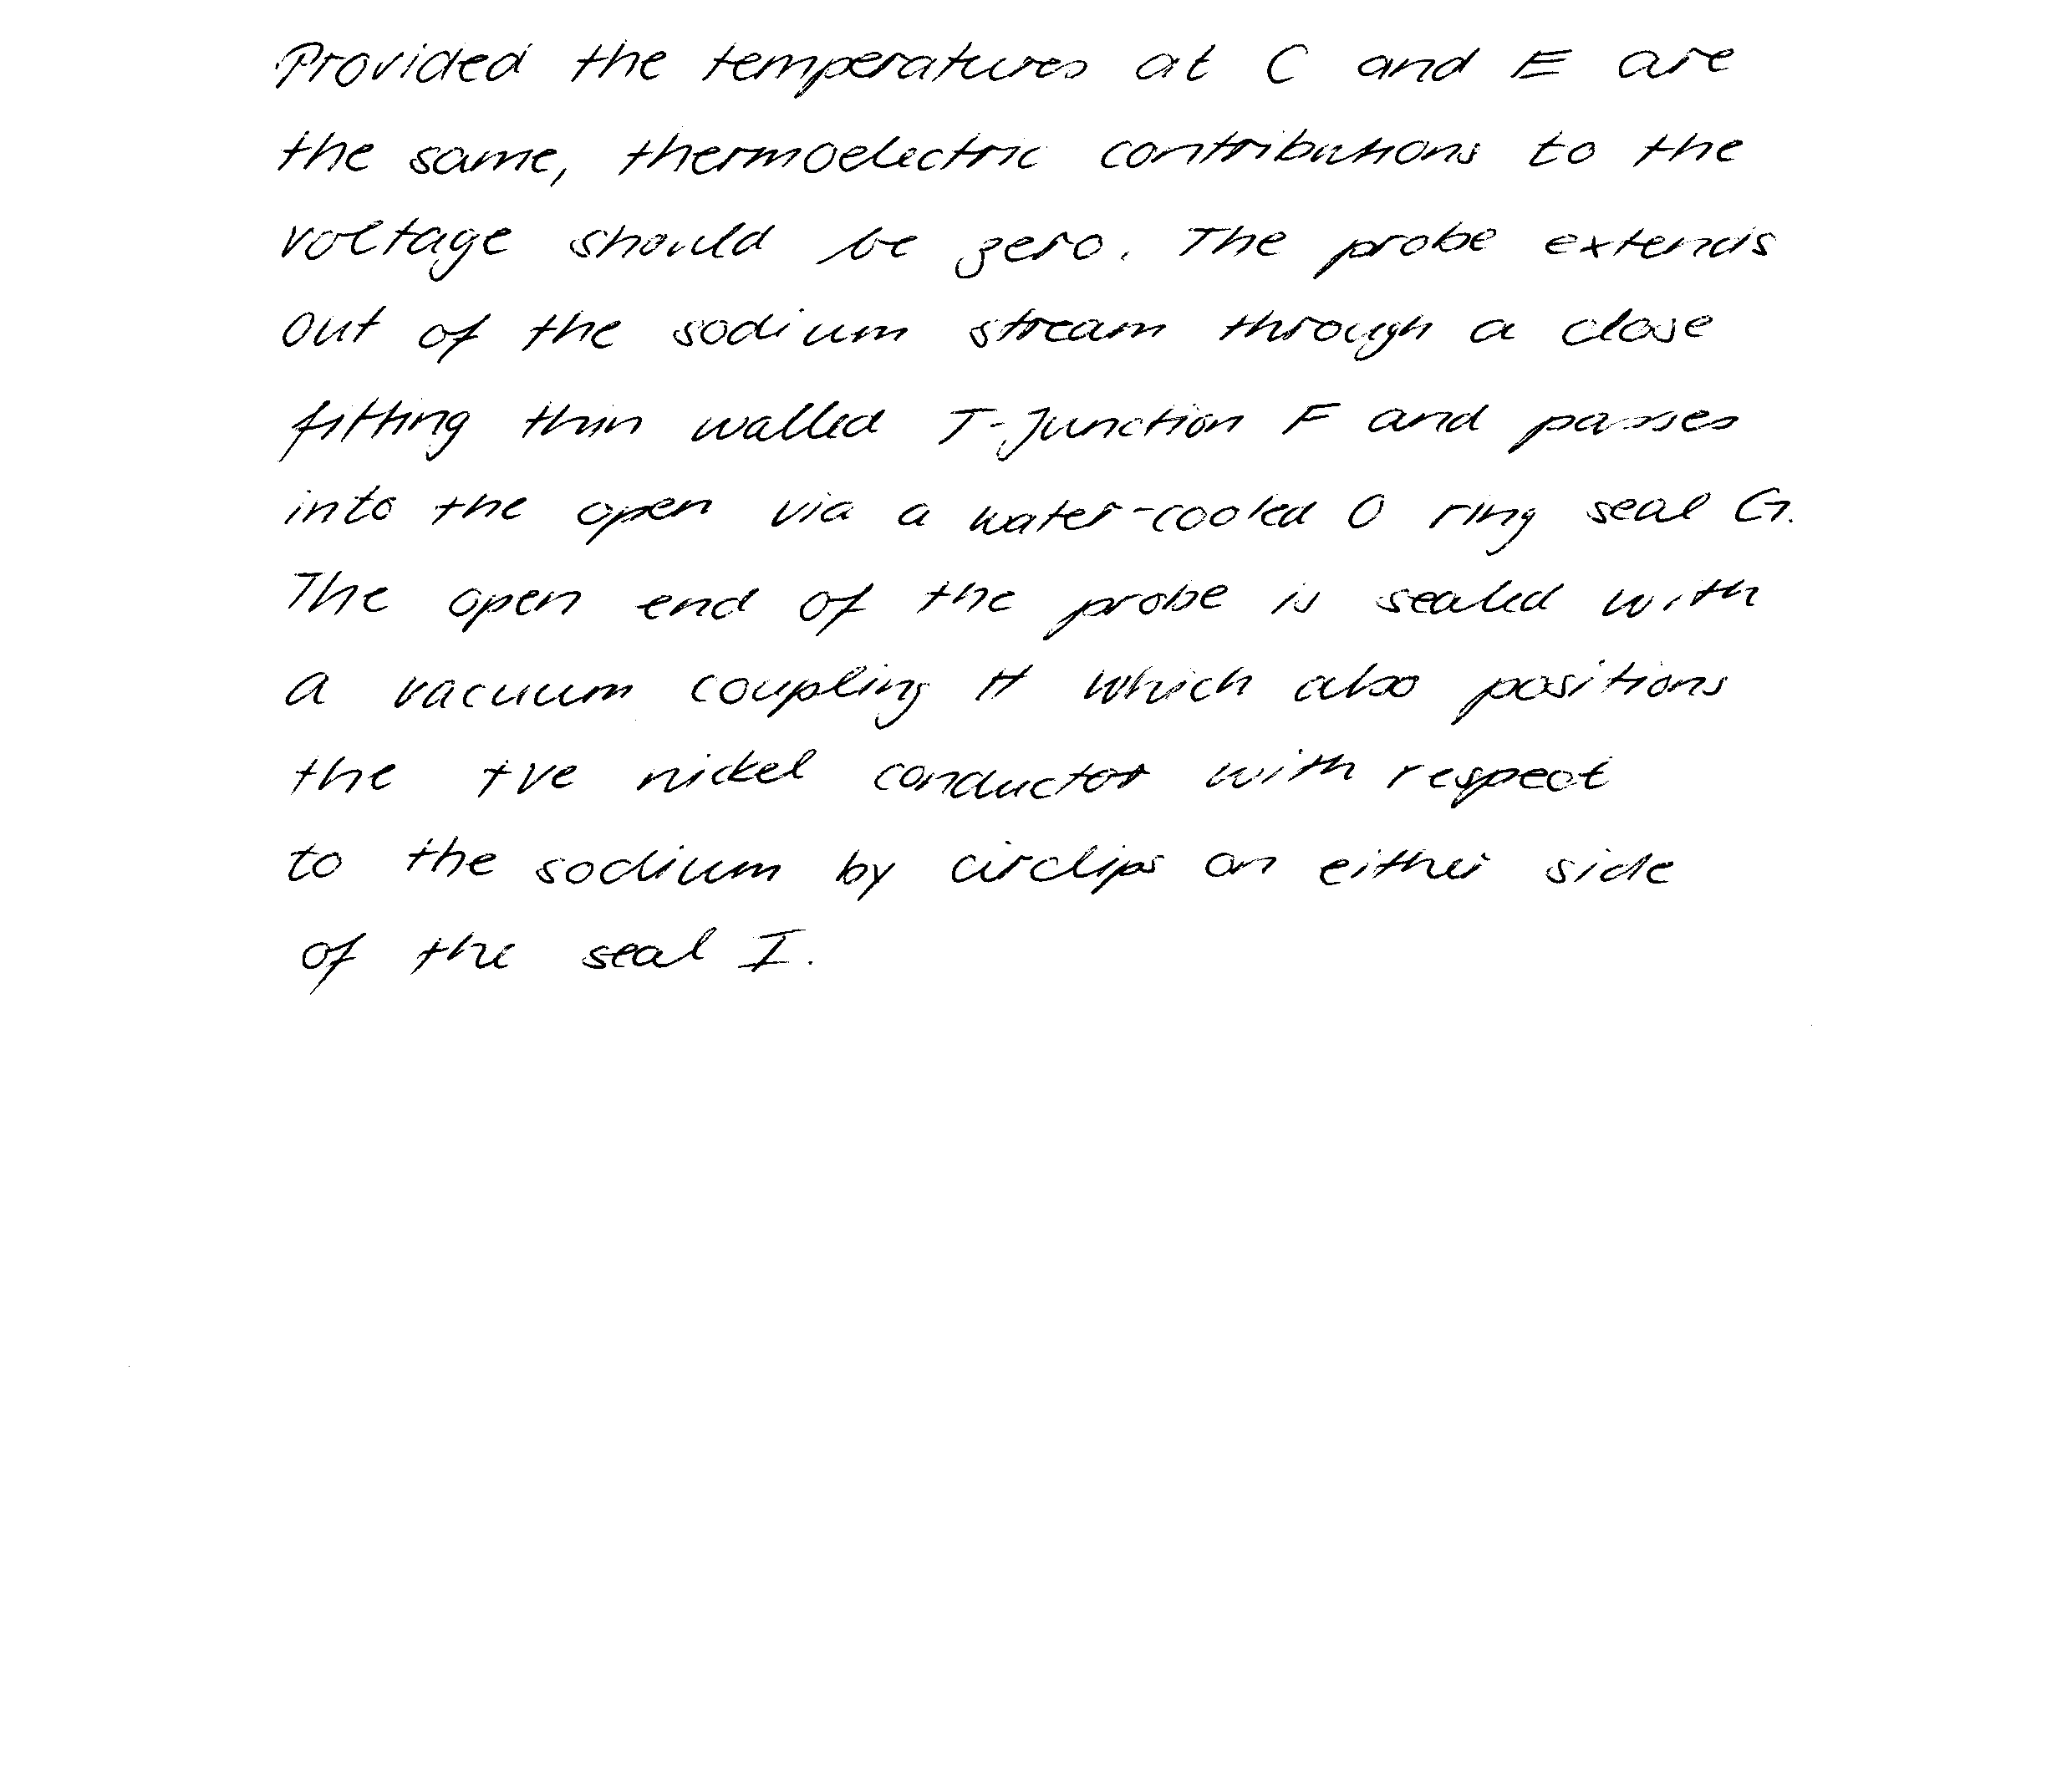 Provided the temperatures at C and E are
the same, thermoelectric contributions to the
voltage should be zero. The probe extends
out of the sodium stream through a close
fitting thin walled T-Junction F and passes
into the open via a water-cooled O ring seal G.
The open end of the probe is sealed with
a vacuum coupling H which also positions
the +ve nickel conductor with respect
to the sodium by circlips on either side
of the seal I.